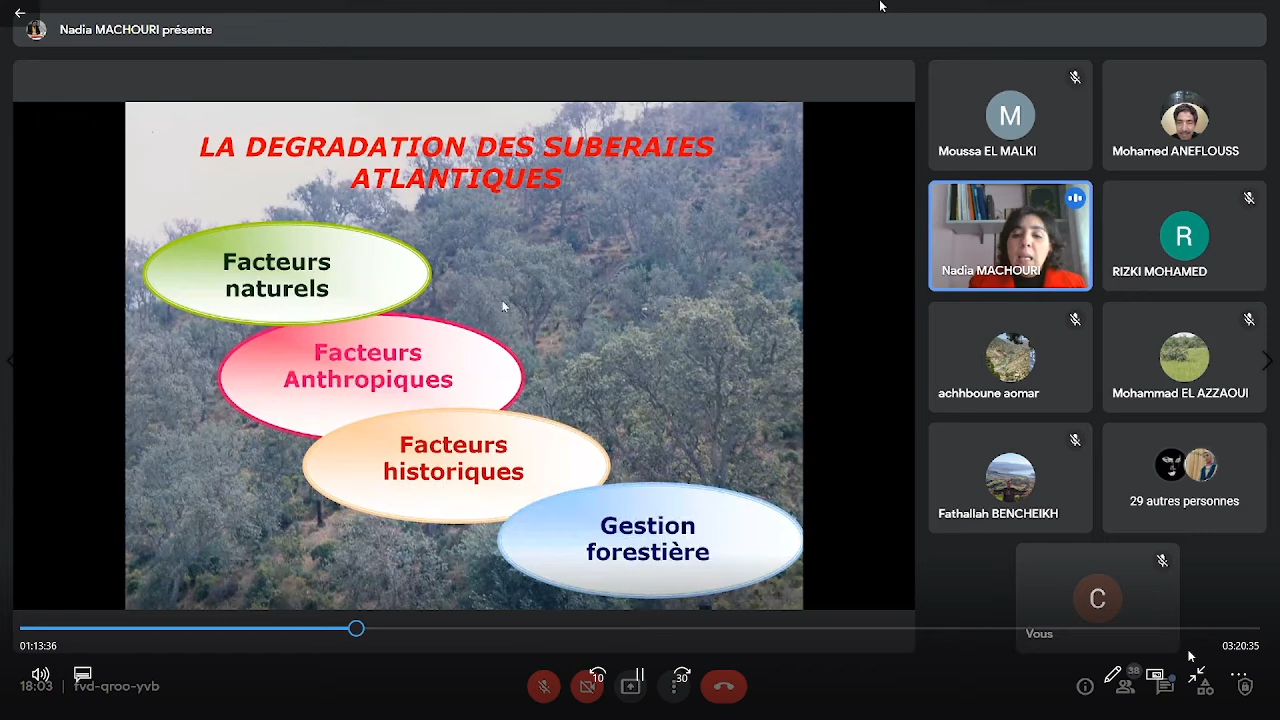 Nadia MACHOURI présente
LA DEGRADATION DES SUBERAIES
ATLANTIQUES
Facteurs
naturels
Facteurs
Anthropiques
Facteurs
historiques
Gestion
forestière
M
Moussa EL MALKI
Mohamed ANEFLOUSS
Nadia MACHOURI
R
RIZKI MOHAMED
achhboune aomar
Mohammad EL AZZAOUI
Fathallah BENCHEIKH
29 autres personnes
C
Vous
01:13:36
03:20:35
18:03 | fvd-qroo-yvb
10
30
38